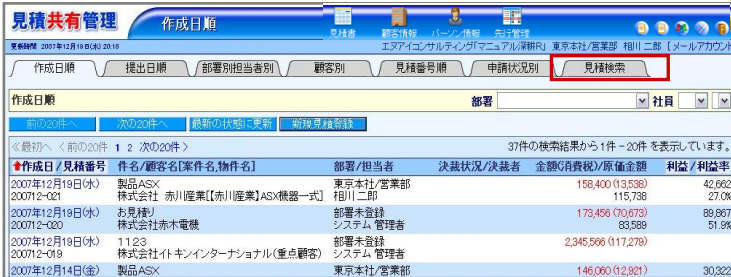 見積共有管理 作成日順
見積書 顧客情報 パーソン情報 先行管理
更新時間 2007年12月19日(水) 20:16 エヌアイコンサルティング「マニュアル深耕R」 東京本社/営業部 相川 二郎 [メールアカウント
作成日順 提出日順 部署別担当者別 顧客別 見積番号順 申請状況別 見積検索
作成日順 部署 社員
前の20件へ 次の20件へ 最新の状態に更新 新規見積登録
≪最初へ 〈前の20件 1 2 次の20件〉 37件の検索結果から1件-20件 を表示しています。
作成日/見積番号 件名/顧客名[案件名,物件名] 部署/担当者 決裁状況/決裁者 金額(消費税)/原価金額 利益/利益率
2007年12月19日(水) 製品ASX 東京本社/営業部 158,400(13,538) 42,662
200712-021 株式会社 赤川産業[【赤川産業】ASX機器一式] 相川 二郎 115,738 27.0%
2007年12月19日(水) お見積り 部署未登録 173,456(70,673) 89,867
200712-020 株式会社赤木電機 システム 管理者 83,589 51.9%
2007年12月19日(水) 1123 部署未登録 2,345,566(117,279)
200712-019 株式会社イトキンインターナショナル(重点顧客) システム 管理者
2007年12月14日(金) 製品ASX 東京本社/営業部 146,060(12,921) 30,322